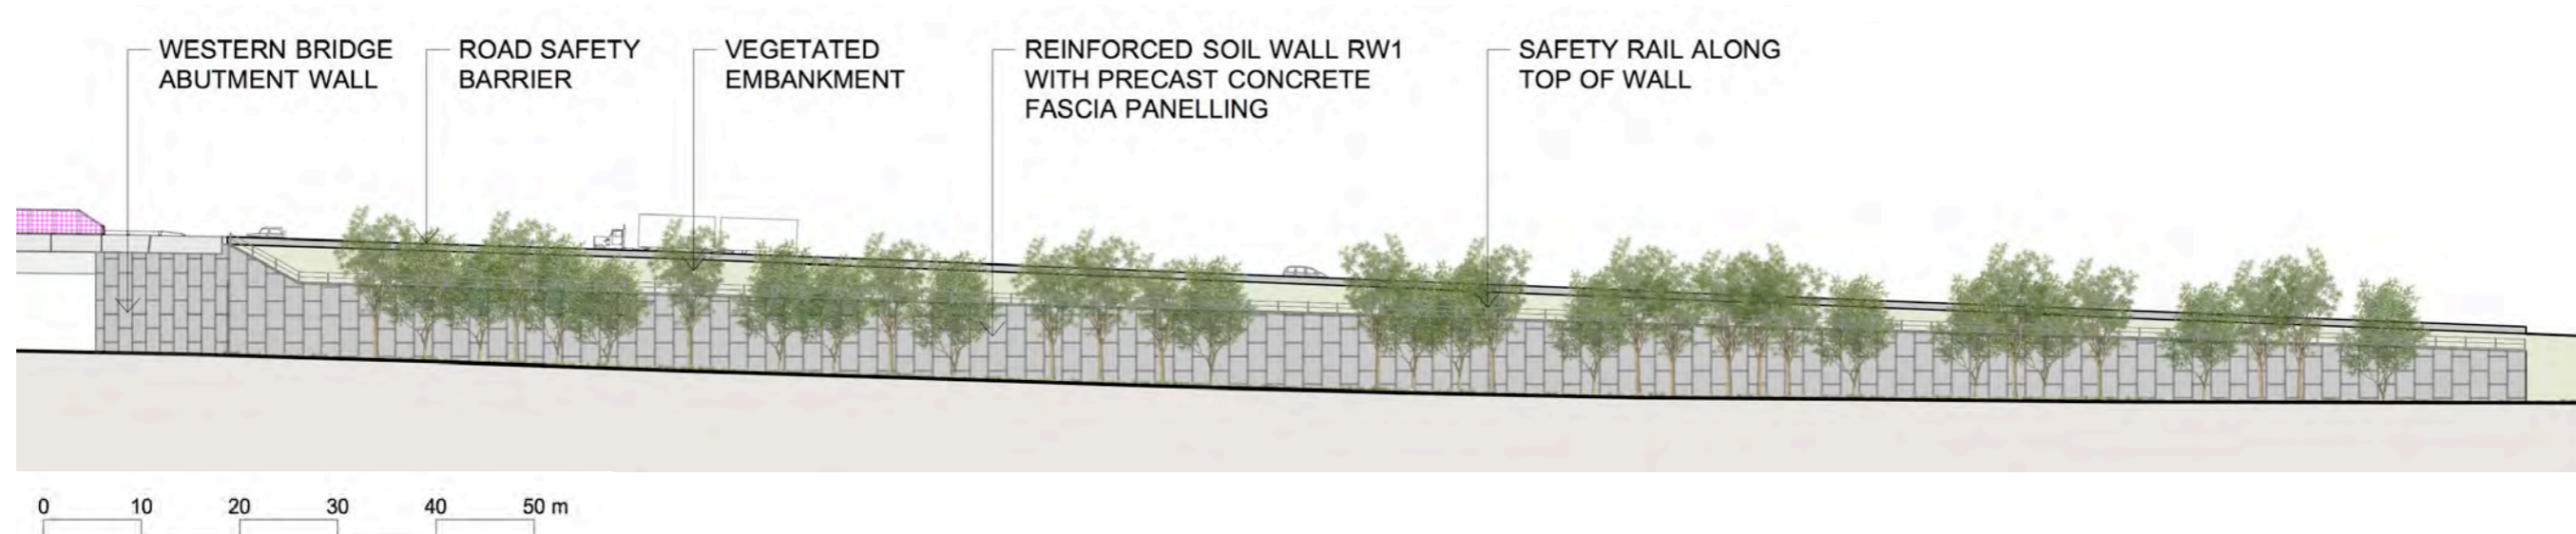 WESTERN BRIDGE
ABUTMENT WALL
ROAD SAFETY
BARRIER
VEGETATED
EMBANKMENT
REINFORCED SOIL WALL RW1
WITH PRECAST CONCRETE
FASCIA PANELLING
SAFETY RAIL ALONG
TOP OF WALL
0 10 20 30 40 50 m